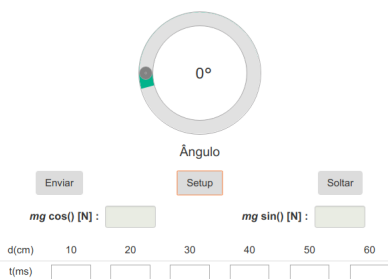 0°
Ângulo
Enviar Setup Soltar
mg cos() [N] : mg sin() [N] :
d(cm) 10 20 30 40 50 60
t(ms)